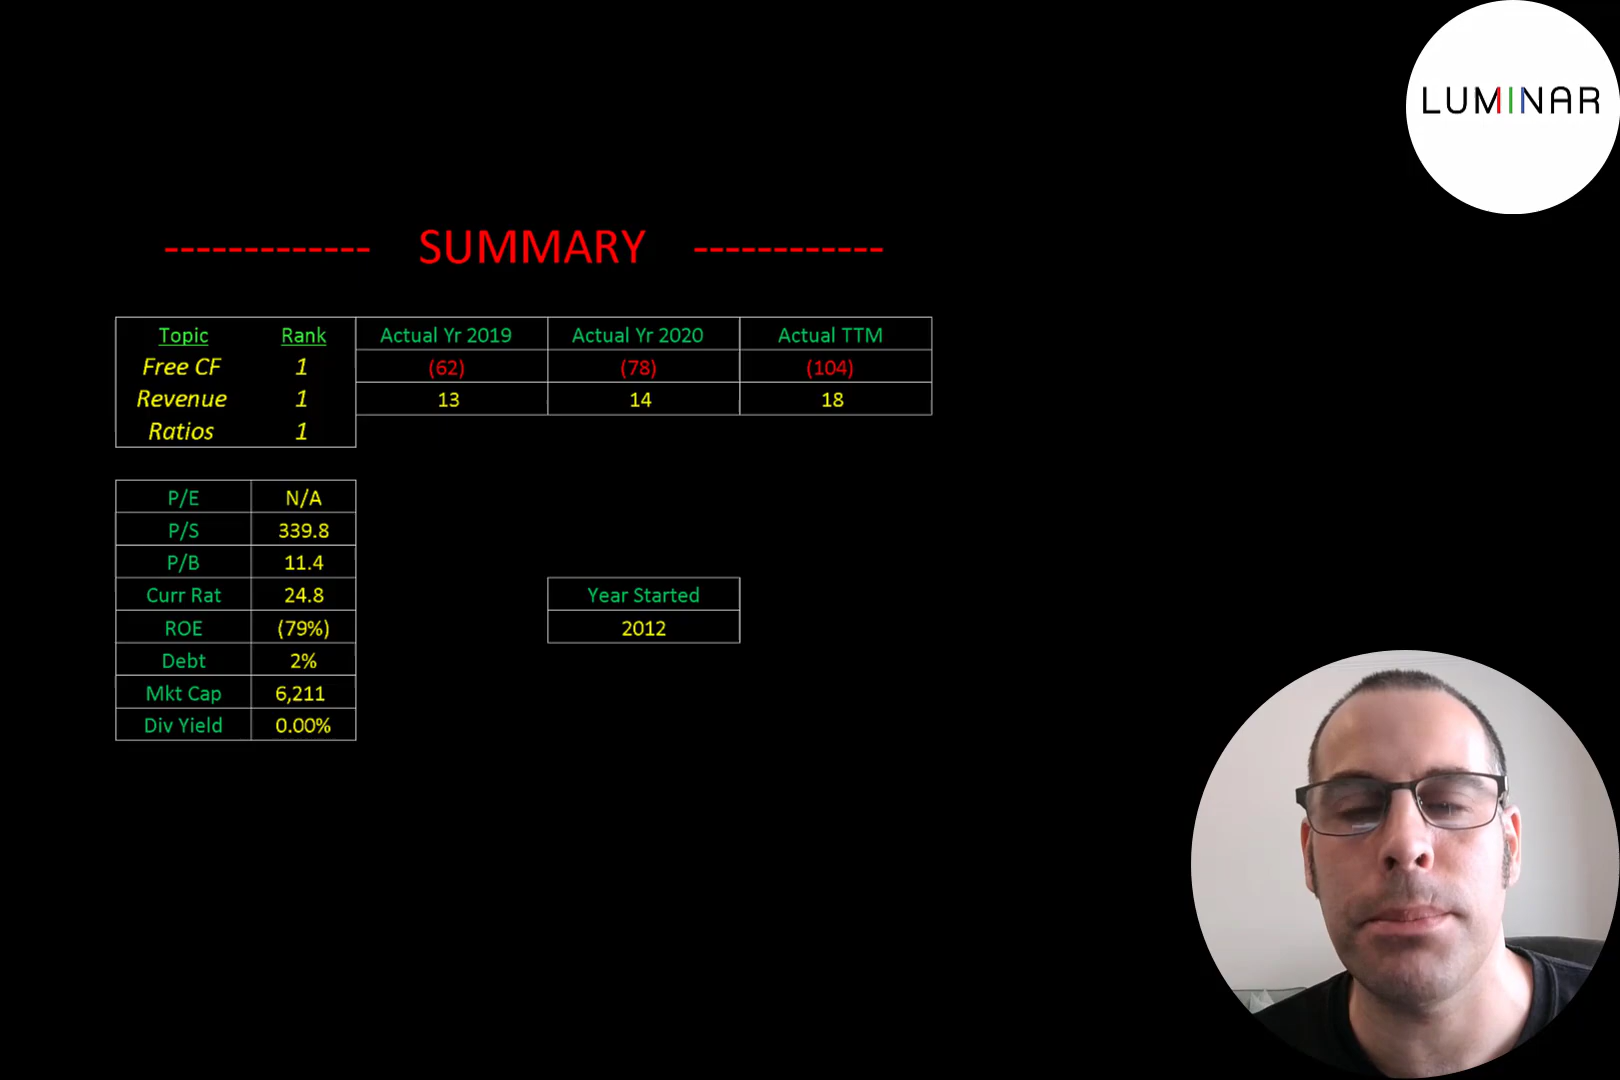 LUMINAR
------------- SUMMARY ------------
Topic Rank Actual Yr 2019 Actual Yr 2020 Actual TTM
Free CF 1 (62) (78) (104)
Revenue 1 13 14 18
Ratios 1
P/E N/A
P/S 339.8
P/B 11.4
Curr Rat 24.8 Year Started
ROE (79%) 2012
Debt 2%
Mkt Cap 6,211
Div Yield 0.00%